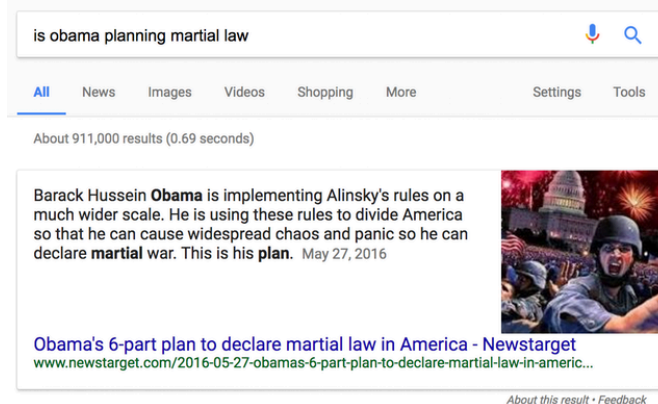 is obama planning martial law
All News Images Videos Shopping More Settings Tools
About 911,000 results (0.69 seconds)
Barack Hussein Obama is implementing Alinsky's rules on a
much wider scale. He is using these rules to divide America
so that he can cause widespread chaos and panic so he can
declare martial war. This is his plan. May 27, 2016
Obama's 6-part plan to declare martial law in America - Newstarget
www.newstarget.com/2016-05-27-obamas-6-part-plan-to-declare-martial-law-in-americ...
About this result • Feedback